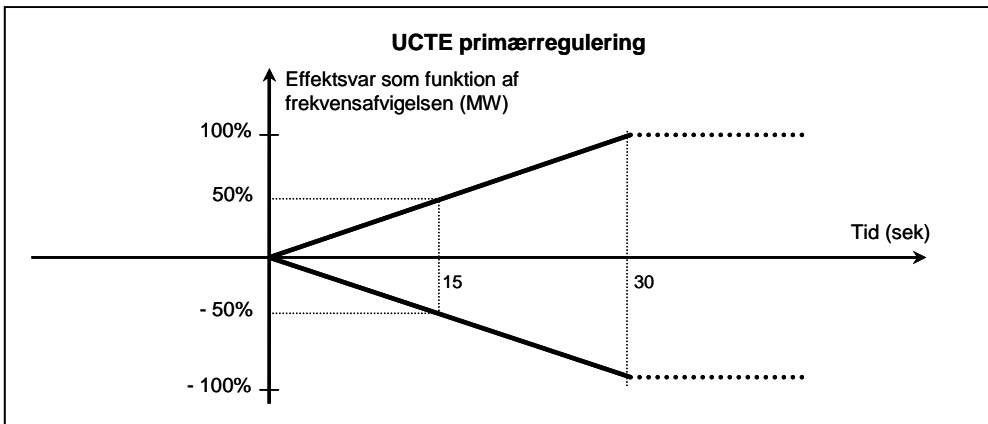 UCTE primærregulering
Effektsvar som funktion af
frekvensafvigelsen (MW)
100%
50%
Tid (sek)
15
30
- 50%
- 100%